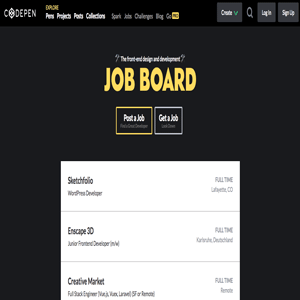 CODEPEN
EXPLORE
Pens Projects Posts Collections Spark Jobs Challenges Blog Go PRO
Create
Log In
Sign Up
The front-end design and development
JOB BOARD
Post a Job
Find a Great Developer
Get a Job
Look Below
Sketchfolio
FULL TIME
WordPress Developer
Lafayette, CO
Enscape 3D
FULL TIME
Junior Frontend Developer (m/w)
Karlsruhe, Deutschland
Creative Market
FULL TIME
Full Stack Engineer (Vue.js, Vuex, Laravel) (SF or Remote)
Remote